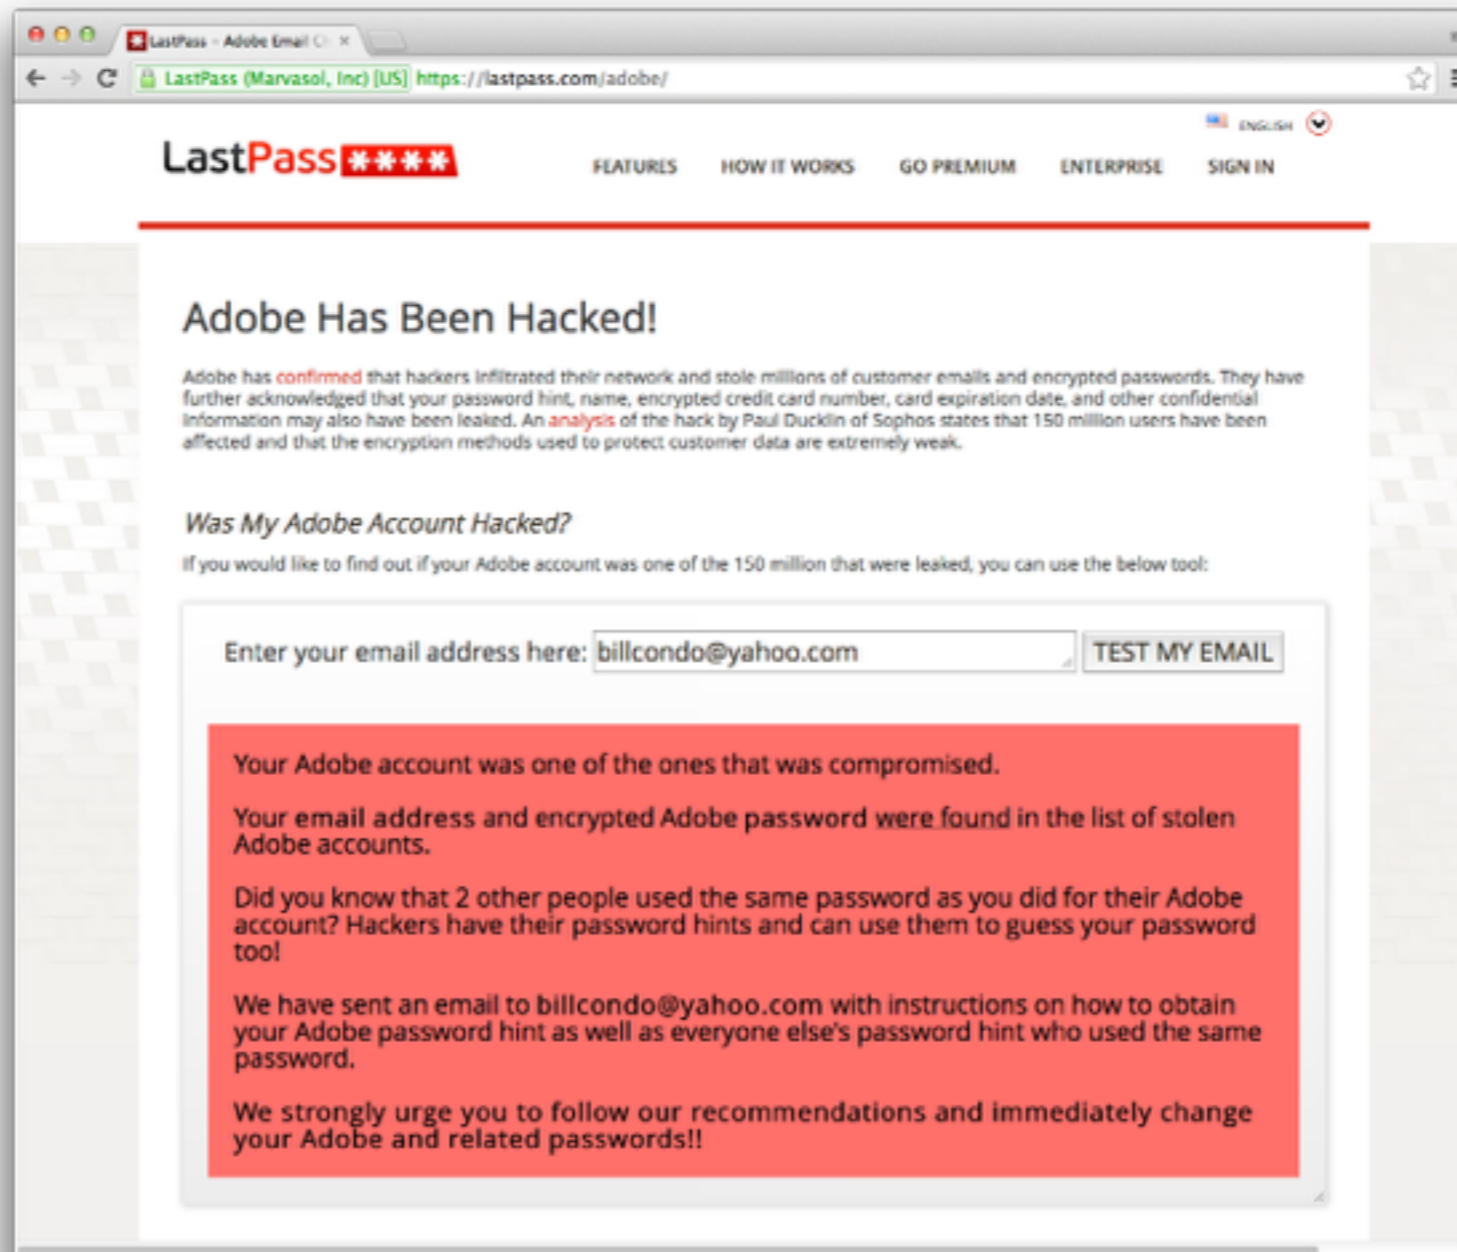 LastPass - Adobe Email Ch
LastPass (Marvasol, Inc) [US] https://lastpass.com/adobe/
ENGLISH
LastPass ****
FEATURES HOW IT WORKS GO PREMIUM ENTERPRISE SIGN IN
Adobe Has Been Hacked!
Adobe has confirmed that hackers infiltrated their network and stole millions of customer emails and encrypted passwords. They have
further acknowledged that your password hint, name, encrypted credit card number, card expiration date, and other confidential
information may also have been leaked. An analysis of the hack by Paul Ducklin of Sophos states that 150 million users have been
affected and that the encryption methods used to protect customer data are extremely weak.
Was My Adobe Account Hacked?
If you would like to find out if your Adobe account was one of the 150 million that were leaked, you can use the below tool:
Enter your email address here: billcondo@yahoo.com TEST MY EMAIL
Your Adobe account was one of the ones that was compromised.
Your email address and encrypted Adobe password were found in the list of stolen
Adobe accounts.
Did you know that 2 other people used the same password as you did for their Adobe
account? Hackers have their password hints and can use them to guess your password
too!
We have sent an email to billcondo@yahoo.com with instructions on how to obtain
your Adobe password hint as well as everyone else's password hint who used the same
password.
We strongly urge you to follow our recommendations and immediately change
your Adobe and related passwords!!